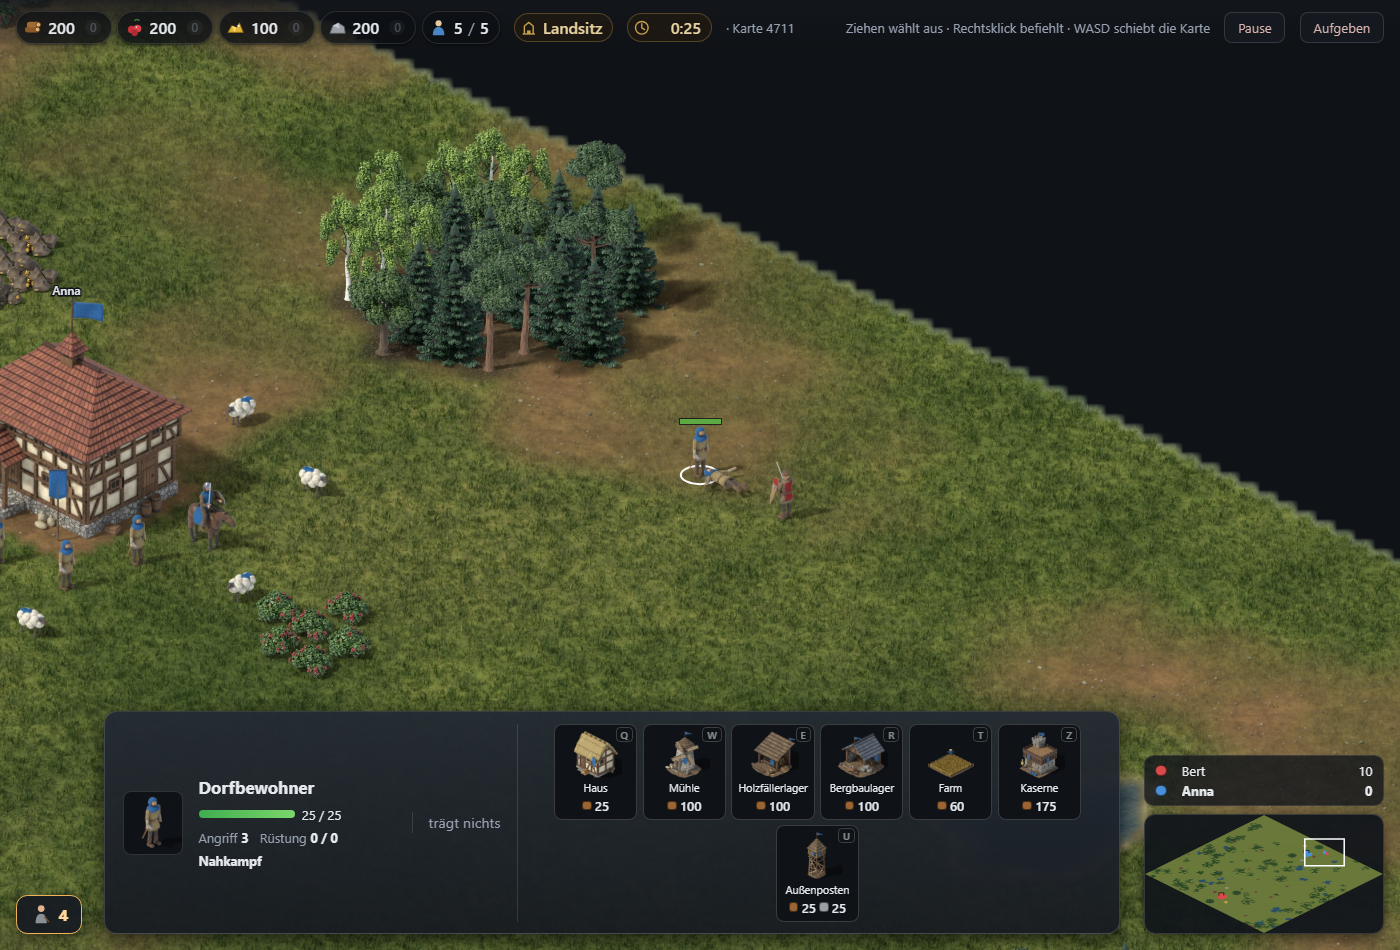 200 0 200 0 100 0 200 0 5 / 5 Landsitz 0:25 · Karte 4711 Ziehen wählt aus · Rechtsklick befiehlt · WASD schiebt die Karte Pause Aufgeben
Anna
Q W E R T Z
Haus Mühle Holzfällerlager Bergbaulager Farm Kaserne
25 100 100 100 60 175
Dorfbewohner
25 / 25
Angriff 3 Rüstung 0 / 0
Nahkampf
trägt nichts
U
Außenposten
25 25
Bert 10
Anna 0
4